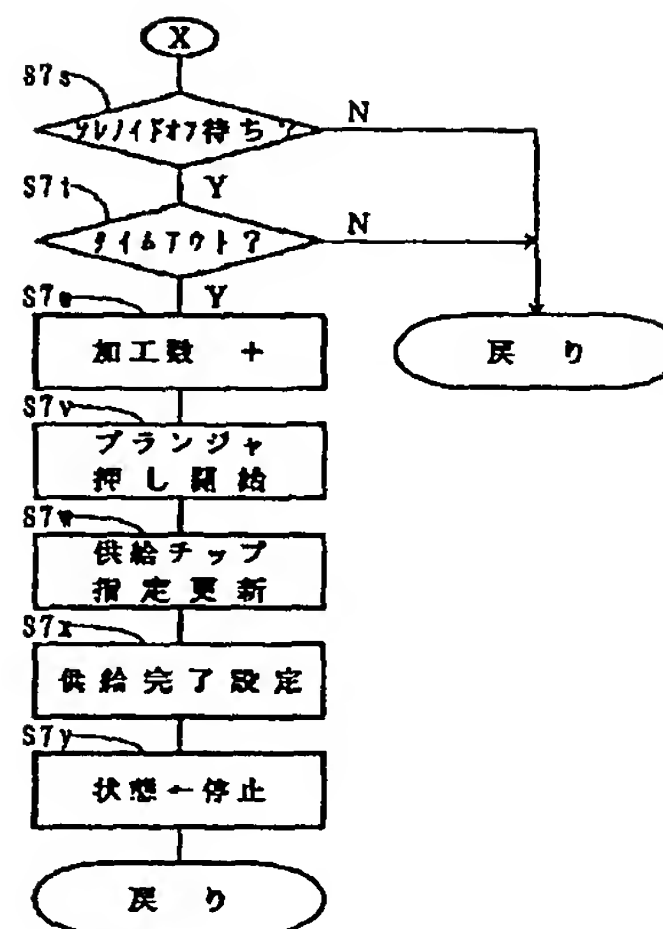 X
S7s
ソレノイドオフ待ち?
N
S7t
Y
タイムアウト?
N
S7u
Y
加工数 +
戻り
S7v
プランジャ
押し開始
S7w
供給チップ
指定更新
S7x
供給完了設定
S7y
状態←停止
戻り